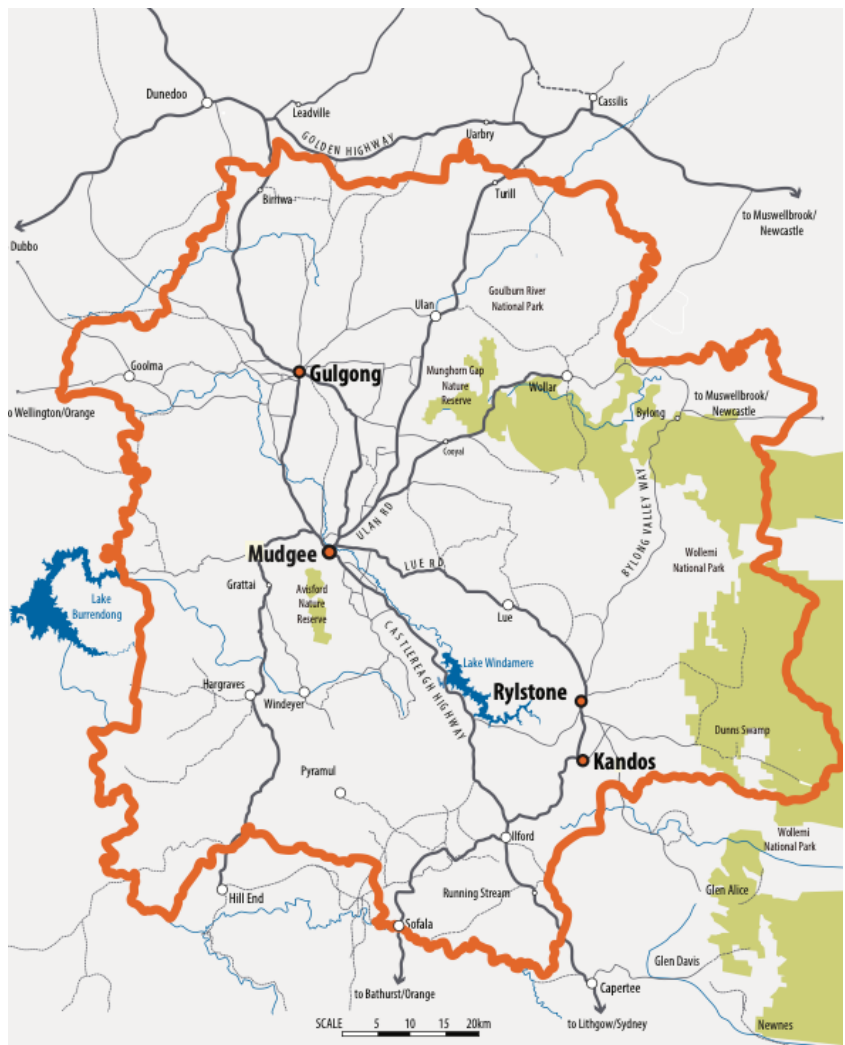 Dunedoo
Leadville
Cassilis
GOLDEN HIGHWAY
Uarby
Birriwa
Turill
to Muswellbrook/
Newcastle
Dubbo
Ulan
Goulburn River
National Park
Goolma
Gulgong
Munghorn Gap
Nature
Reserve
Wollar
to Muswellbrook/
Newcastle
to Wellington/Orange
Bylong
Cooyal
ULAN RD
Mudgee
LUE RD
BYLONG VALLEY WAY
Wollemi
National Park
Grattai
Avisford
Nature
Reserve
Lake
Burrendong
Lue
CASTLEREAGH HIGHWAY
Lake Windamere
Hargraves
Windeyer
Rylstone
Dunns Swamp
Kandos
Pyramul
Ilford
Wollemi
National Park
Hill End
Running Stream
Glen Alice
Sofala
Glen Davis
to Bathurst/Orange
Capertee
to Lithgow/Sydney
Newnes
SCALE 5 10 15 20km